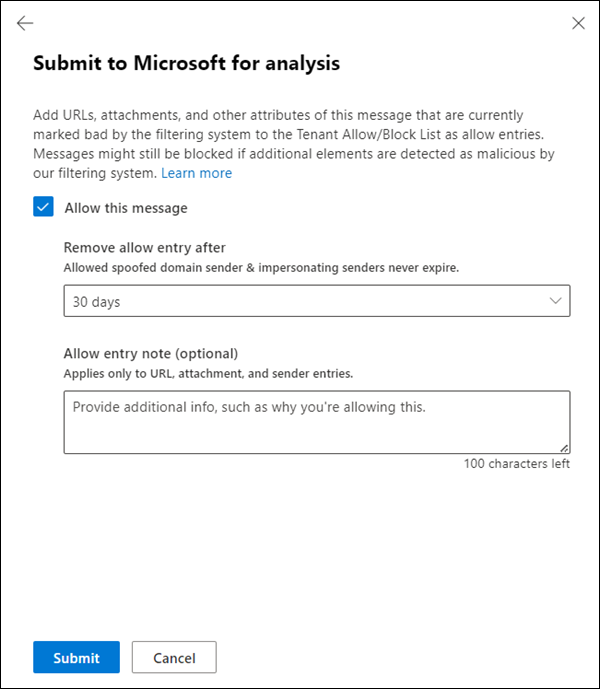 Submit to Microsoft for analysis
Add URLs, attachments, and other attributes of this message that are currently
marked bad by the filtering system to the Tenant Allow/Block List as allow entries.
Messages might still be blocked if additional elements are detected as malicious by
our filtering system. Learn more
Allow this message
Remove allow entry after
Allowed spoofed domain sender & impersonating senders never expire.
30 days
Allow entry note (optional)
Applies only to URL, attachment, and sender entries.
Provide additional info, such as why you're allowing this.
100 characters left
Submit
Cancel